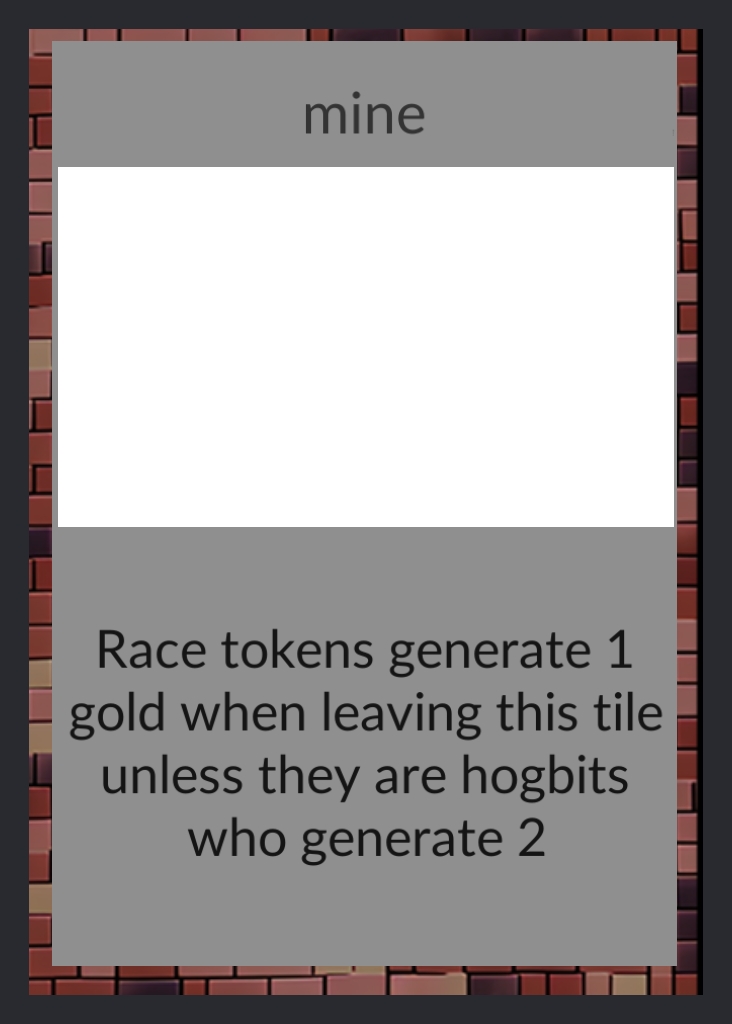 mine
Race tokens generate 1
gold when leaving this tile
unless they are hogbits
who generate 2